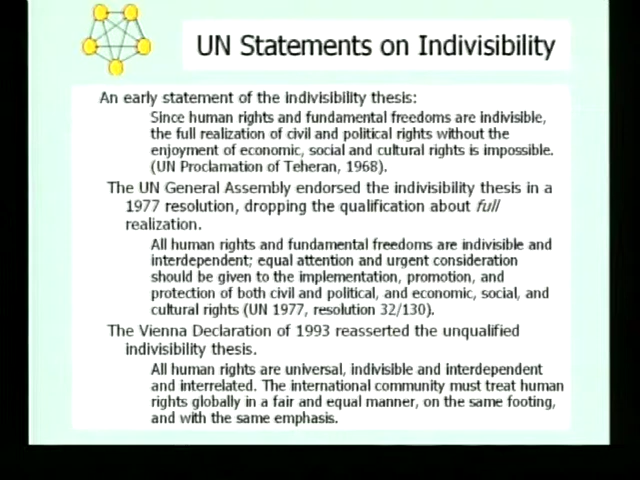 UN Statements on Indivisibility
An early statement of the indivisibility thesis:
Since human rights and fundamental freedoms are indivisible,
the full realization of civil and political rights without the
enjoyment of economic, social and cultural rights is impossible.
(UN Proclamation of Teheran, 1968).
The UN General Assembly endorsed the indivisibility thesis in a
1977 resolution, dropping the qualification about full
realization.
All human rights and fundamental freedoms are indivisible and
interdependent; equal attention and urgent consideration
should be given to the implementation, promotion, and
protection of both civil and political, and economic, social, and
cultural rights (UN 1977, resolution 32/130).
The Vienna Declaration of 1993 reasserted the unqualified
indivisibility thesis.
All human rights are universal, indivisible and interdependent
and interrelated. The international community must treat human
rights globally in a fair and equal manner, on the same footing,
and with the same emphasis.